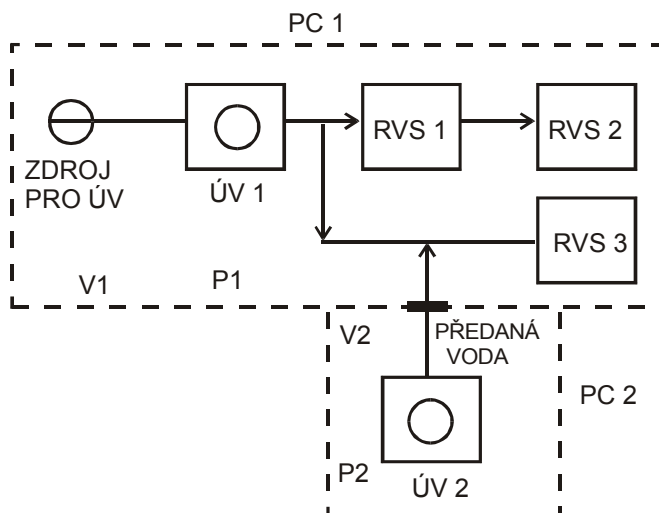 PC 1
RVS 1
RVS 2
ZDROJ
PRO ÚV
ÚV 1
RVS 3
V1
P1
V2
PŘEDANÁ
VODA
PC 2
P2
ÚV 2